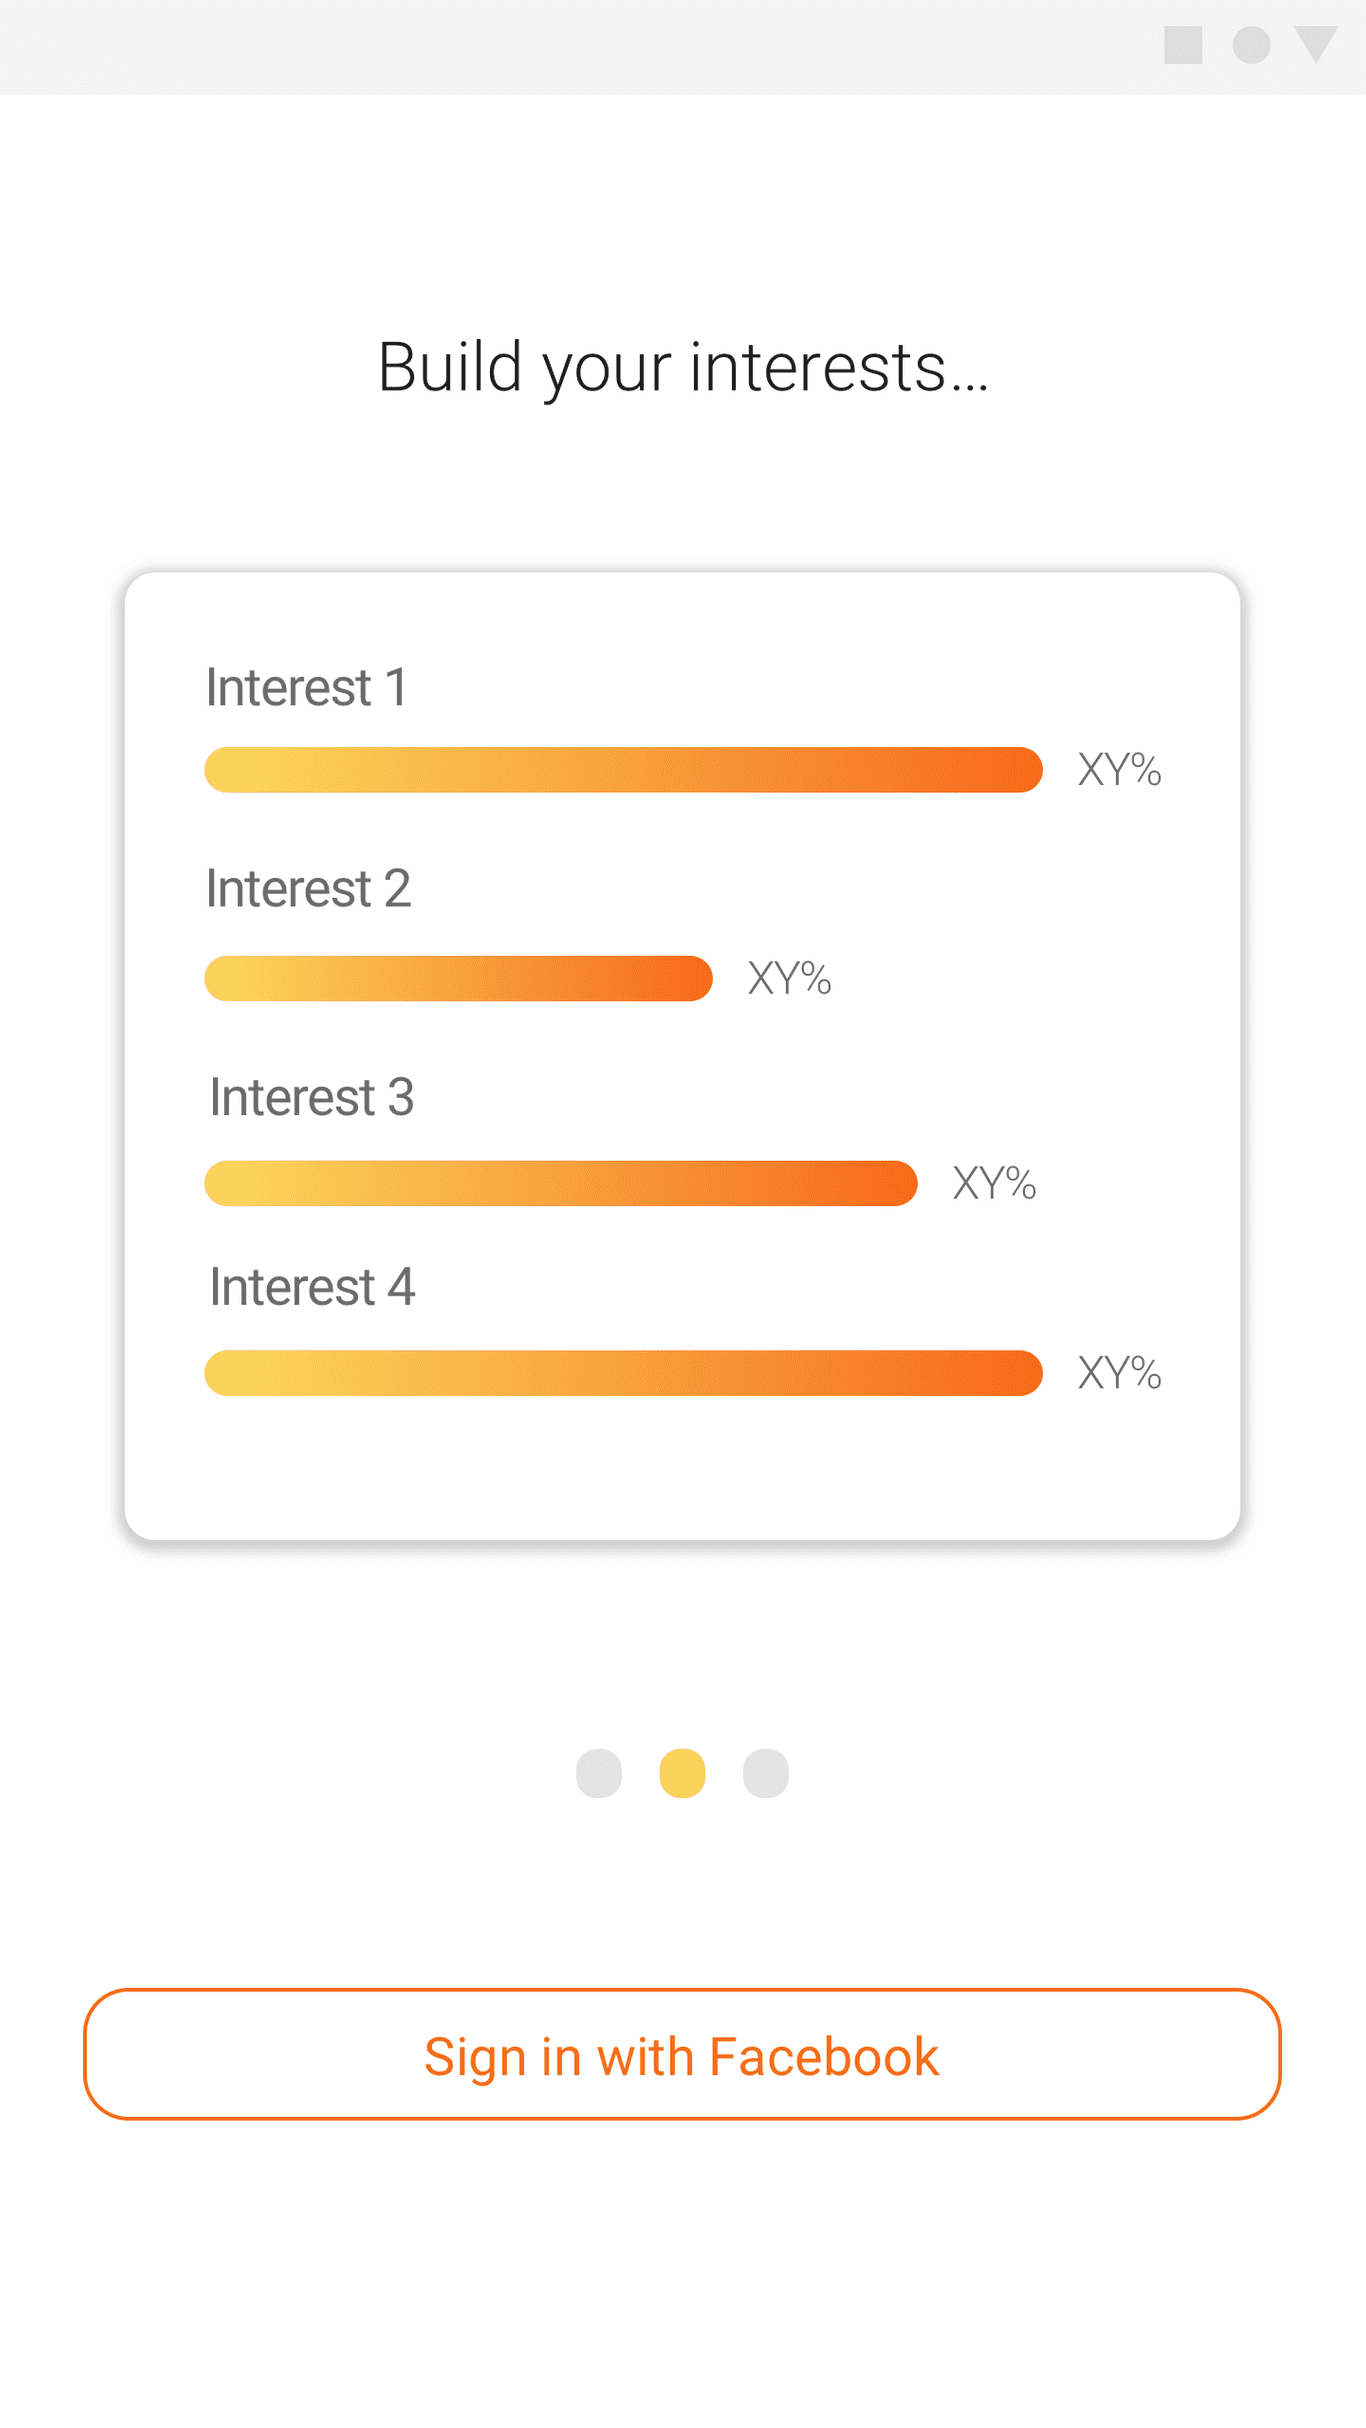 Build your interests...
Interest 1
XY%
Interest 2
XY%
Interest 3
XY%
Interest 4
XY%
Sign in with Facebook